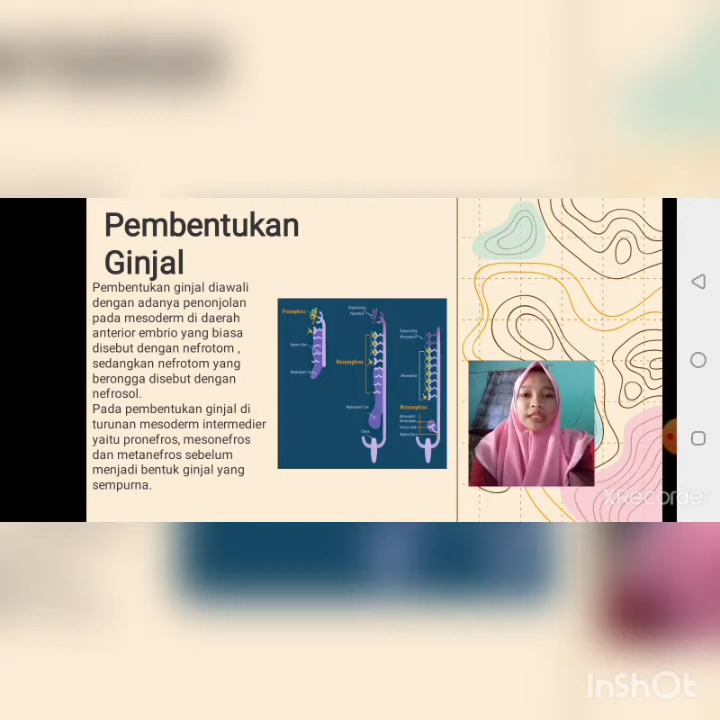 Pembentukan
Ginjal
Pembentukan ginjal diawali
dengan adanya penonjolan
pada mesoderm di daerah
anterior embrio yang biasa
disebut dengan nefrotom ,
sedangkan nefrotom yang
berongga disebut dengan
nefrosol.
Pada pembentukan ginjal di
turunan mesoderm intermedier
yaitu pronefros, mesonefros
dan metanefros sebelum
menjadi bentuk ginjal yang
sempurna.
Pronephros
Mesonephros
Metanephros
Cloaca
XRecorder
InShOt